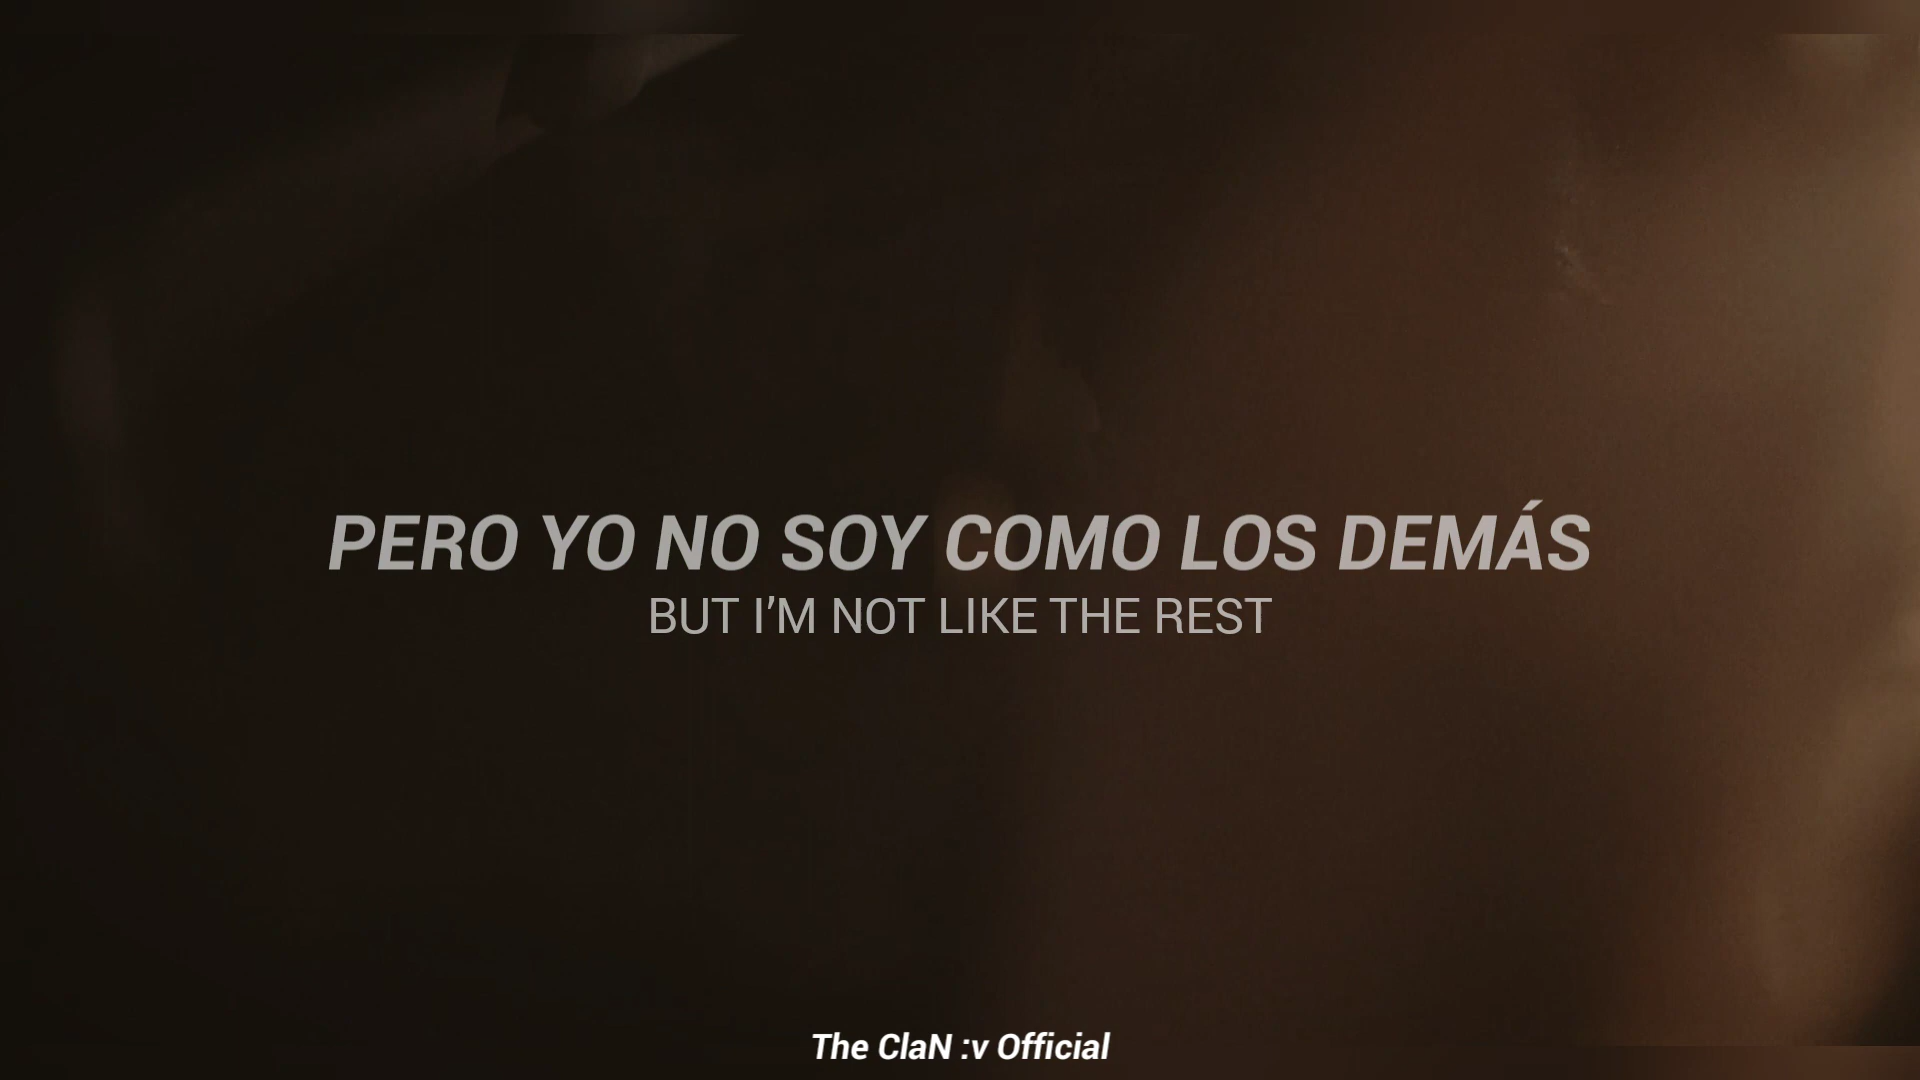 PERO YO NO SOY COMO LOS DEMÁS
BUT I’M NOT LIKE THE REST
The ClaN :v Official